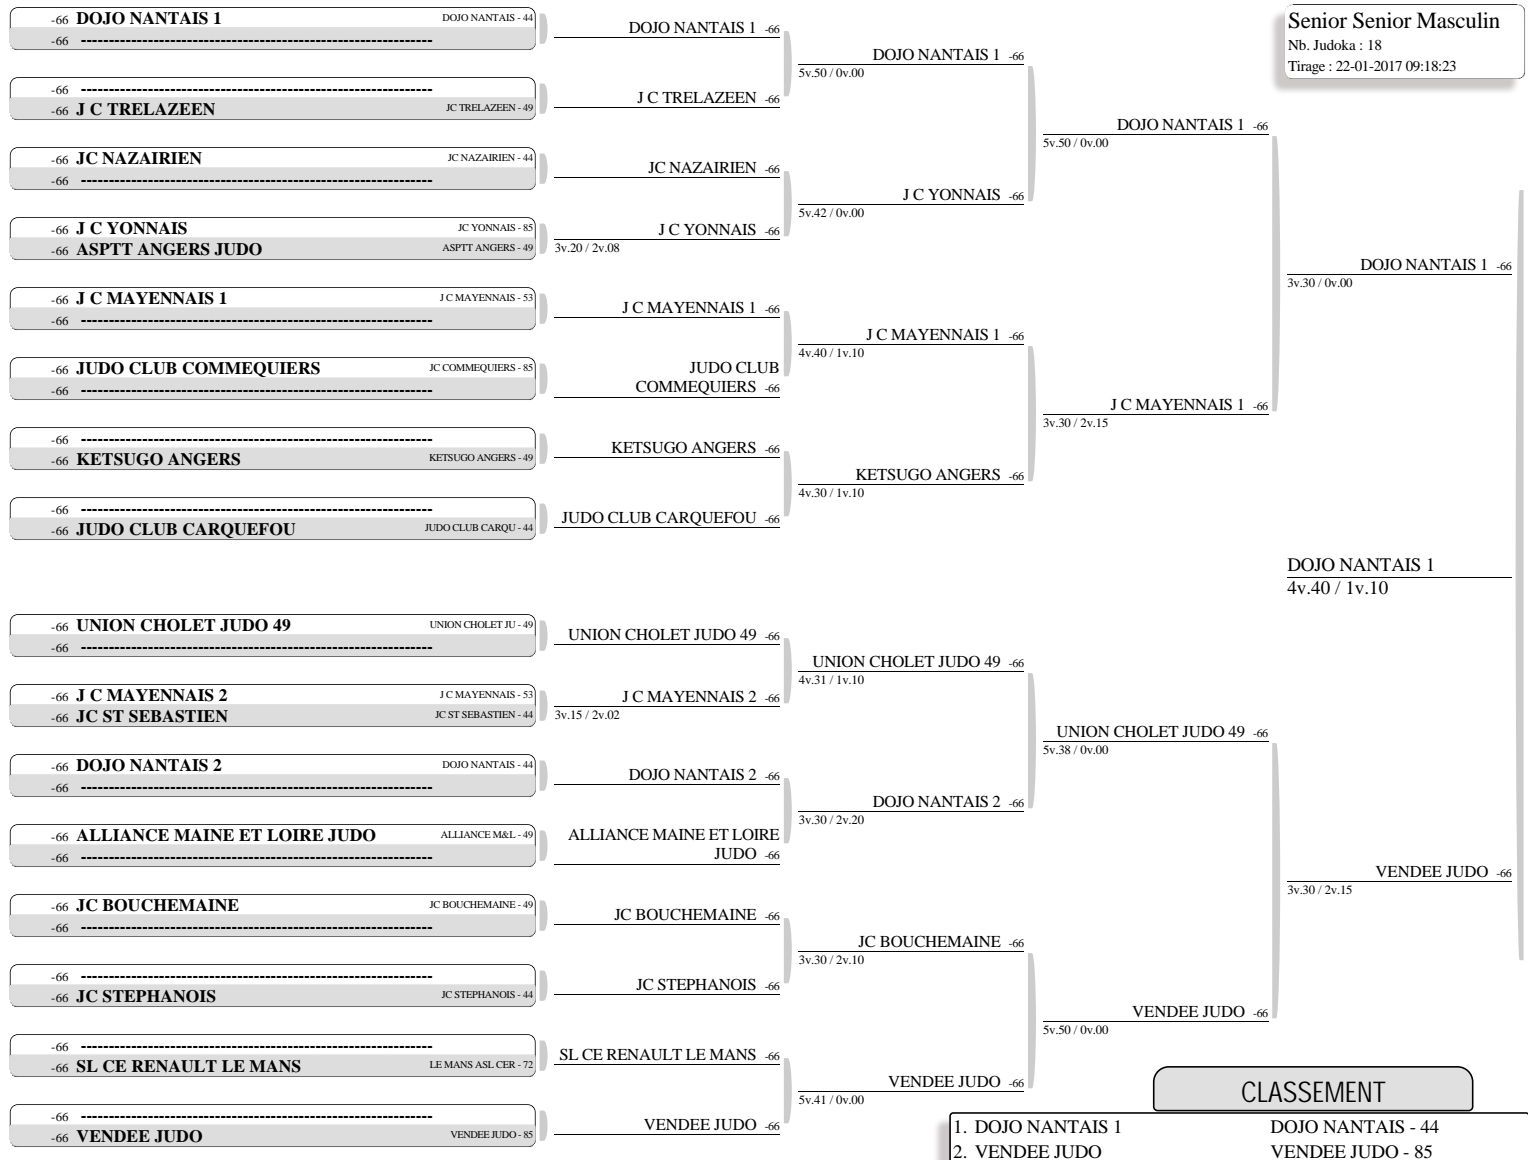 Senior Senior Masculin
Nb. Judoka : 18
Tirage : 22-01-2017 09:18:23
-66 DOJO NANTAIS 1 DOJO NANTAIS - 44
-66 ----------------------------------------------------------------
-66 ----------------------------------------------------------------
-66 J C TRELAZEEN JC TRELAZEEN - 49
-66 JC NAZAIRIEN JC NAZAIRIEN - 44
-66 ----------------------------------------------------------------
-66 J C YONNAIS JC YONNAIS - 85
-66 ASPTT ANGERS JUDO ASPTT ANGERS - 49
-66 J C MAYENNAIS 1 J C MAYENNAIS - 53
-66 ----------------------------------------------------------------
-66 JUDO CLUB COMMEQUIERS JC COMMEQUIERS - 85
-66 ----------------------------------------------------------------
-66 ----------------------------------------------------------------
-66 KETSUGO ANGERS KETSUGO ANGERS - 49
-66 ----------------------------------------------------------------
-66 JUDO CLUB CARQUEFOU JUDO CLUB CARQU - 44
-66 UNION CHOLET JUDO 49 UNION CHOLET JU - 49
-66 ----------------------------------------------------------------
-66 J C MAYENNAIS 2 J C MAYENNAIS - 53
-66 JC ST SEBASTIEN JC ST SEBASTIEN - 44
-66 DOJO NANTAIS 2 DOJO NANTAIS - 44
-66 ----------------------------------------------------------------
-66 ALLIANCE MAINE ET LOIRE JUDO ALLIANCE M&L - 49
-66 ----------------------------------------------------------------
-66 JC BOUCHEMAINE JC BOUCHEMAINE - 49
-66 ----------------------------------------------------------------
-66 ----------------------------------------------------------------
-66 JC STEPHANOIS JC STEPHANOIS - 44
-66 ----------------------------------------------------------------
-66 SL CE RENAULT LE MANS LE MANS ASL CER - 72
-66 ----------------------------------------------------------------
-66 VENDEE JUDO VENDEE JUDO - 85
DOJO NANTAIS 1 -66
J C TRELAZEEN -66
JC NAZAIRIEN -66
J C YONNAIS -66
3v.20 / 2v.08
J C MAYENNAIS 1 -66
JUDO CLUB
COMMEQUIERS -66
KETSUGO ANGERS -66
JUDO CLUB CARQUEFOU -66
UNION CHOLET JUDO 49 -66
J C MAYENNAIS 2 -66
3v.15 / 2v.02
DOJO NANTAIS 2 -66
ALLIANCE MAINE ET LOIRE
JUDO -66
JC BOUCHEMAINE -66
JC STEPHANOIS -66
SL CE RENAULT LE MANS -66
VENDEE JUDO -66
DOJO NANTAIS 1 -66
5v.50 / 0v.00
J C YONNAIS -66
5v.42 / 0v.00
J C MAYENNAIS 1 -66
4v.40 / 1v.10
KETSUGO ANGERS -66
4v.30 / 1v.10
UNION CHOLET JUDO 49 -66
4v.31 / 1v.10
DOJO NANTAIS 2 -66
3v.30 / 2v.20
JC BOUCHEMAINE -66
3v.30 / 2v.10
VENDEE JUDO -66
5v.41 / 0v.00
DOJO NANTAIS 1 -66
5v.50 / 0v.00
J C MAYENNAIS 1 -66
3v.30 / 2v.15
UNION CHOLET JUDO 49 -66
5v.38 / 0v.00
VENDEE JUDO -66
5v.50 / 0v.00
DOJO NANTAIS 1 -66
3v.30 / 0v.00
VENDEE JUDO -66
3v.30 / 2v.15
DOJO NANTAIS 1
4v.40 / 1v.10
CLASSEMENT
1. DOJO NANTAIS 1 DOJO NANTAIS - 44
2. VENDEE JUDO VENDEE JUDO - 85